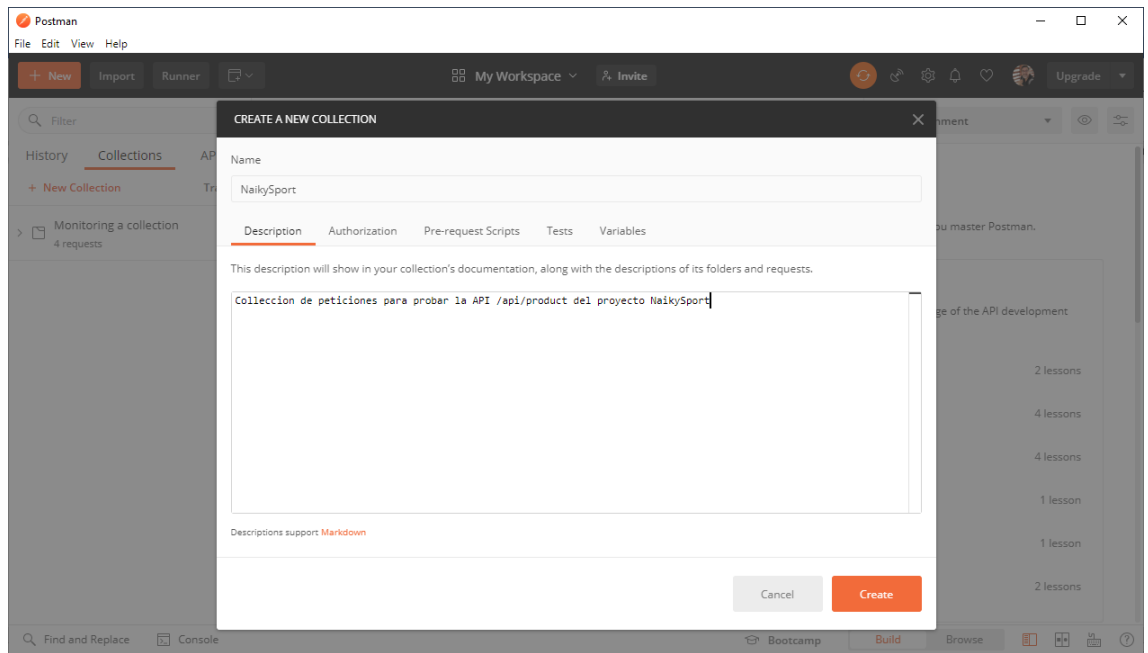 Postman
File Edit View Help
New Import Runner My Workspace Invite Upgrade
Filter
History Collections AP
+ New Collection Tra
Monitoring a collection
4 requests
CREATE A NEW COLLECTION
Name
NaikySport
Description Authorization Pre-request Scripts Tests Variables
This description will show in your collection's documentation, along with the descriptions of its folders and requests.
Colleccion de peticiones para probar la API /api/product del proyecto NaikySport
Descriptions support Markdown
Cancel Create
nment
ou master Postman.
ge of the API development
2 lessons
4 lessons
4 lessons
1 lesson
1 lesson
2 lessons
Find and Replace Console Bootcamp Build Browse